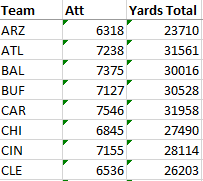 Team Att Yards Total
ARZ 6318 23710
ATL 7238 31561
BAL 7375 30016
BUF 7127 30528
CAR 7546 31958
CHI 6845 27490
CIN 7155 28114
CLE 6536 26203